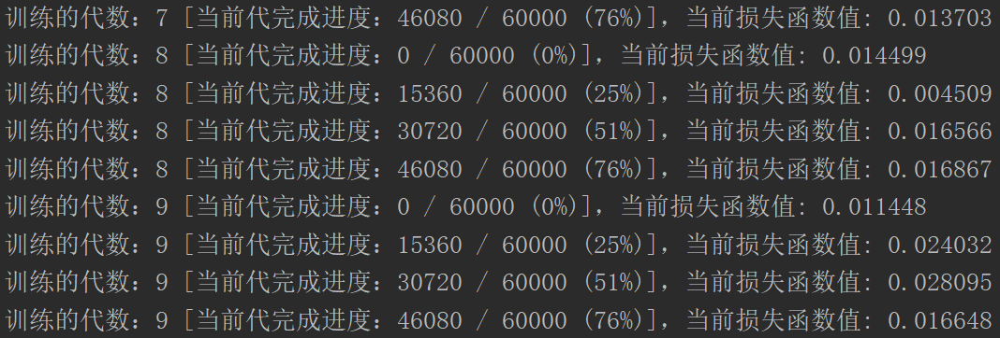 训练的代数：7 [当前代完成进度：46080 / 60000 (76%)]，当前损失函数值: 0.013703
训练的代数：8 [当前代完成进度：0 / 60000 (0%)]，当前损失函数值: 0.014499
训练的代数：8 [当前代完成进度：15360 / 60000 (25%)]，当前损失函数值: 0.004509
训练的代数：8 [当前代完成进度：30720 / 60000 (51%)]，当前损失函数值: 0.016566
训练的代数：8 [当前代完成进度：46080 / 60000 (76%)]，当前损失函数值: 0.016867
训练的代数：9 [当前代完成进度：0 / 60000 (0%)]，当前损失函数值: 0.011448
训练的代数：9 [当前代完成进度：15360 / 60000 (25%)]，当前损失函数值: 0.024032
训练的代数：9 [当前代完成进度：30720 / 60000 (51%)]，当前损失函数值: 0.028095
训练的代数：9 [当前代完成进度：46080 / 60000 (76%)]，当前损失函数值: 0.016648